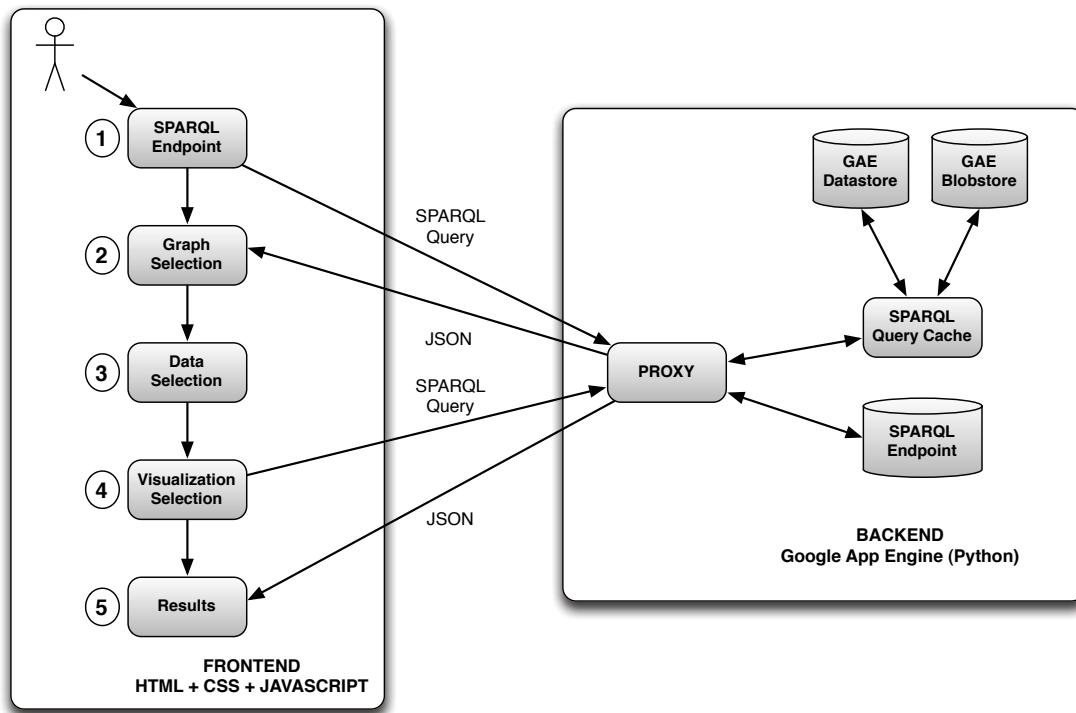 1
SPARQL
Endpoint
2
Graph
Selection
3
Data
Selection
4
Visualization
Selection
5
Results
FRONTEND
HTML + CSS + JAVASCRIPT
SPARQL
Query
JSON
SPARQL
Query
JSON
PROXY
GAE
Datastore
GAE
Blobstore
SPARQL
Query Cache
SPARQL
Endpoint
BACKEND
Google App Engine (Python)